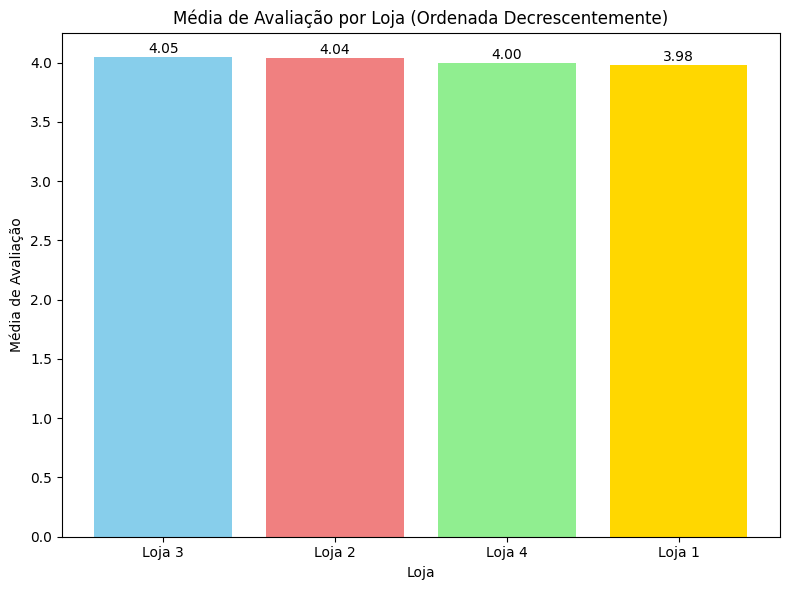 Média de Avaliação por Loja (Ordenada Decrescentemente)
4.05
4.04
4.00
3.98
Média de Avaliação
4.0
3.5
3.0
2.5
2.0
1.5
1.0
0.5
0.0
Loja 3
Loja 2
Loja 4
Loja 1
Loja